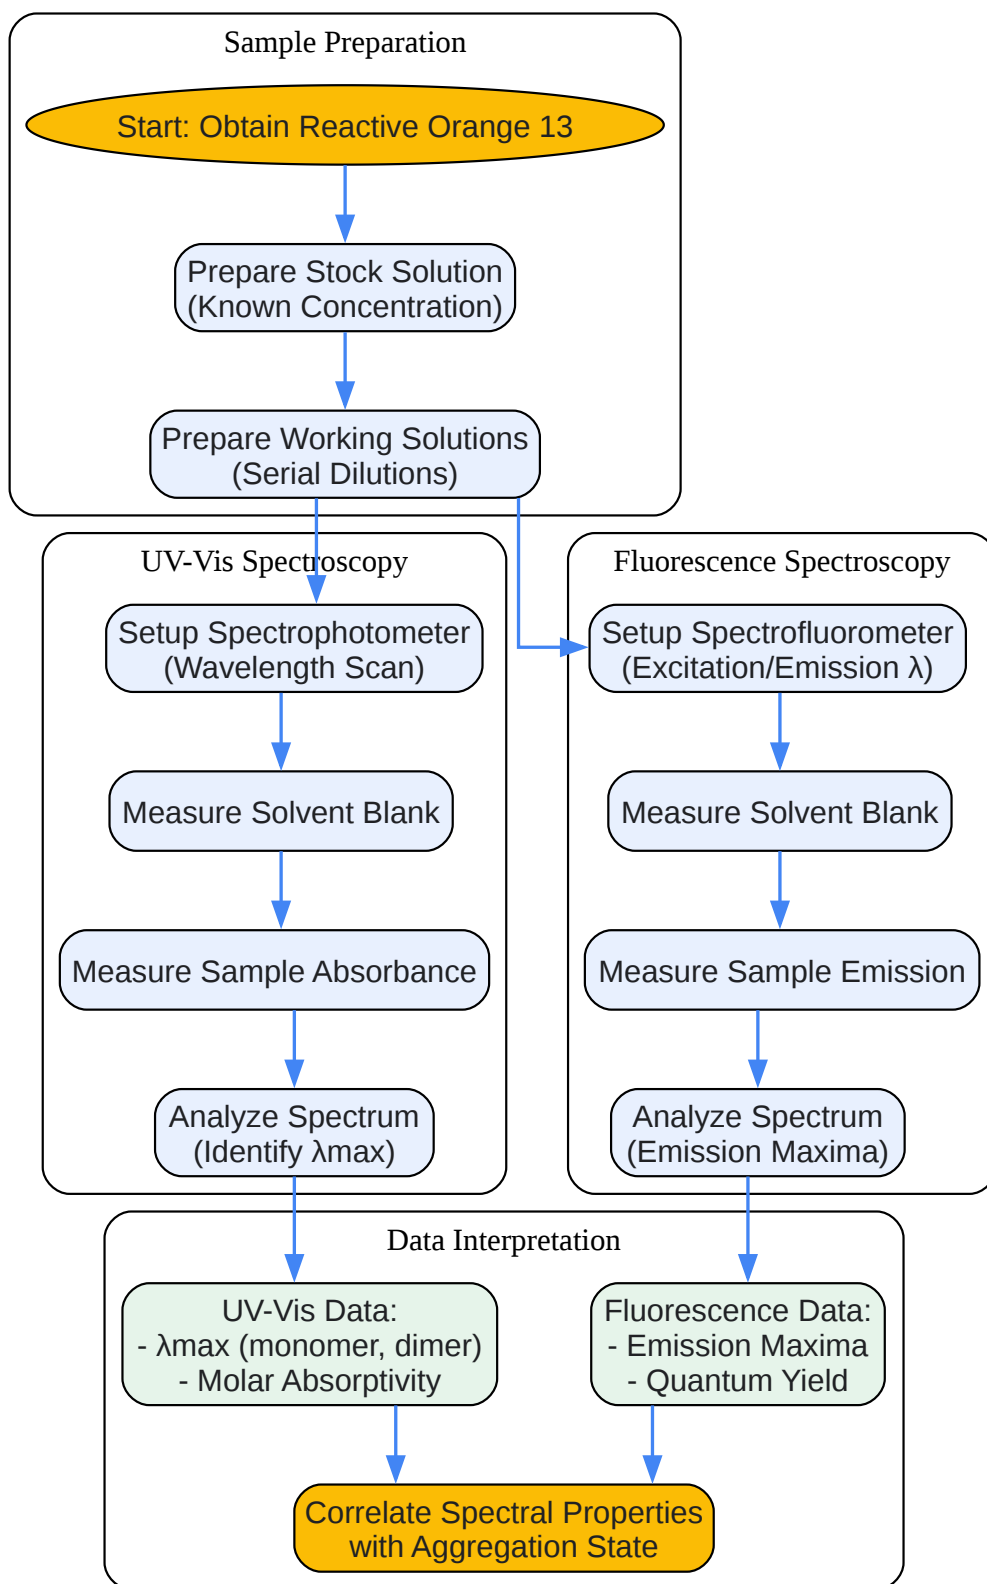 Sample Preparation
Start: Obtain Reactive Orange 13
Prepare Stock Solution
(Known Concentration)
Prepare Working Solutions
(Serial Dilutions)
UV-Vis Spectroscopy
Setup Spectrophotometer
(Wavelength Scan)
Measure Solvent Blank
Measure Sample Absorbance
Analyze Spectrum
(Identify λmax)
Fluorescence Spectroscopy
Setup Spectrofluorometer
(Excitation/Emission λ)
Measure Solvent Blank
Measure Sample Emission
Analyze Spectrum
(Emission Maxima)
Data Interpretation
UV-Vis Data:
- λmax (monomer, dimer)
- Molar Absorptivity
Fluorescence Data:
- Emission Maxima
- Quantum Yield
Correlate Spectral Properties
with Aggregation State